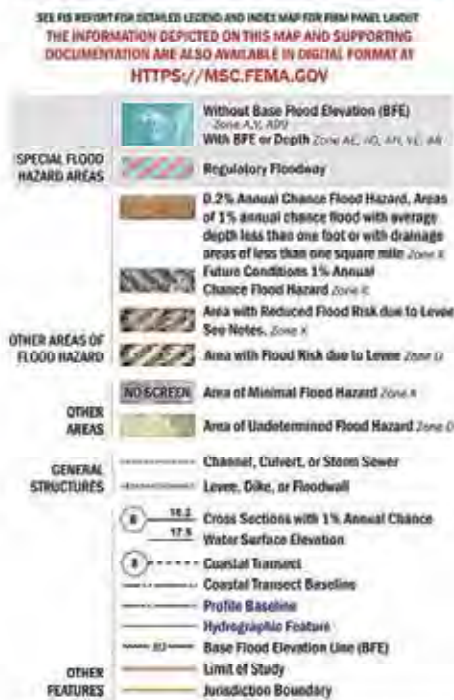 SEE FIS REPORT FOR DETAILED LEGEND AND INDEX MAP FOR FIRM PANEL LAYOUT
THE INFORMATION DEPICTED ON THIS MAP AND SUPPORTING
DOCUMENTATION ARE ALSO AVAILABLE IN DIGITAL FORMAT AT
HTTPS://MSC.FEMA.GOV
SPECIAL FLOOD
HAZARD AREAS
Without Base Flood Elevation (BFE)
Zone A, V, A99
With BFE or Depth Zone AE, AO, AH, VE, AR
Regulatory Floodway
OTHER AREAS OF
FLOOD HAZARD
0.2% Annual Chance Flood Hazard, Areas
of 1% annual chance flood with average
depth less than one foot or with drainage
areas of less than one square mile Zone X
Future Conditions 1% Annual
Chance Flood Hazard Zone X
Area with Reduced Flood Risk due to Levee
See Notes. Zone X
Area with Flood Risk due to Levee Zone D
OTHER
AREAS
NO SCREEN Area of Minimal Flood Hazard Zone X
Area of Undetermined Flood Hazard Zone D
GENERAL
STRUCTURES
Channel, Culvert, or Storm Sewer
Levee, Dike, or Floodwall
OTHER
FEATURES
18.2 Cross Sections with 1% Annual Chance
17.5 Water Surface Elevation
8 Coastal Transect
Coastal Transect Baseline
Profile Baseline
Hydrographic Feature
Base Flood Elevation Line (BFE)
Limit of Study
Jurisdiction Boundary